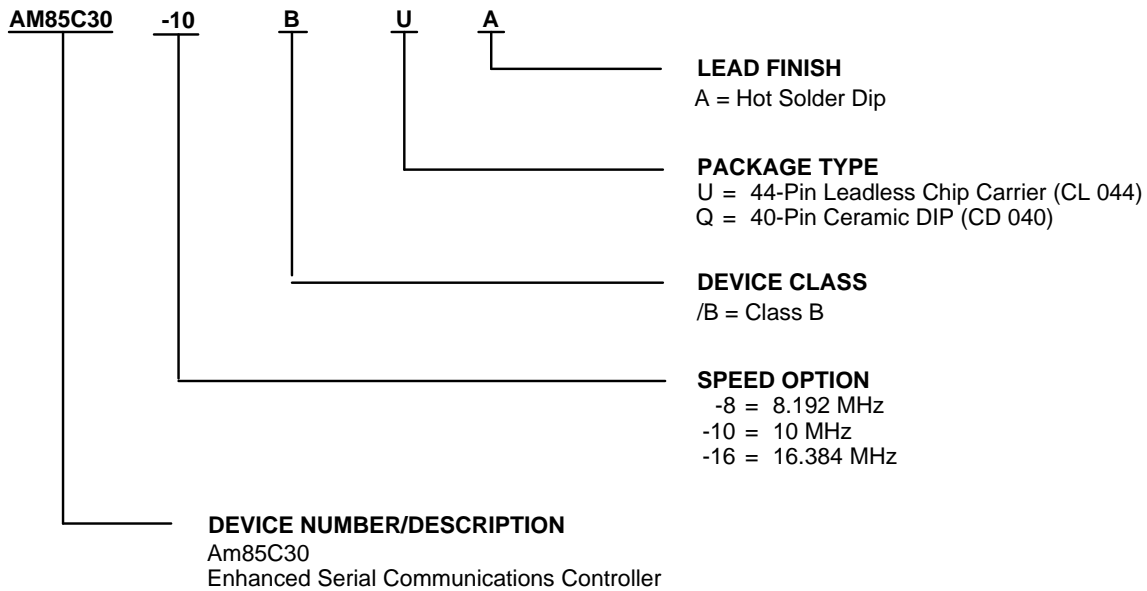 AM85C30 -10 B U A
LEAD FINISH
A = Hot Solder Dip
PACKAGE TYPE
U = 44-Pin Leadless Chip Carrier (CL 044)
Q = 40-Pin Ceramic DIP (CD 040)
DEVICE CLASS
/B = Class B
SPEED OPTION
-8 = 8.192 MHz
-10 = 10 MHz
-16 = 16.384 MHz
DEVICE NUMBER/DESCRIPTION
Am85C30
Enhanced Serial Communications Controller